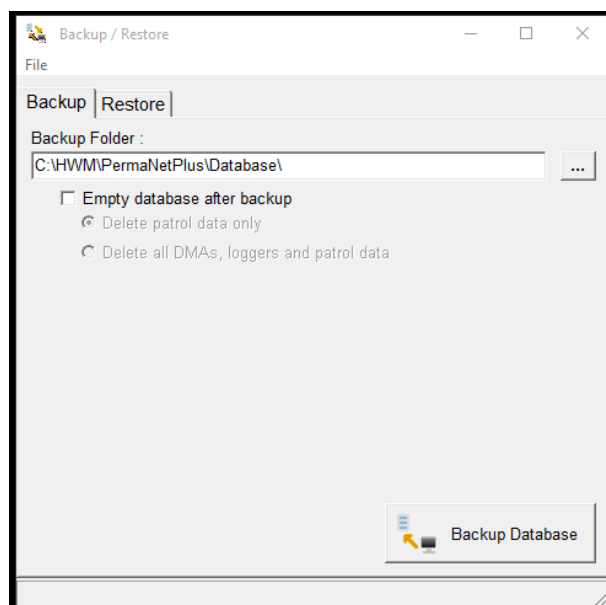 Backup / Restore
File
Backup Restore
Backup Folder :
C:\HWM\PermaNetPlus\Database\ ...
Empty database after backup
Delete patrol data only
Delete all DMAs, loggers and patrol data
Backup Database